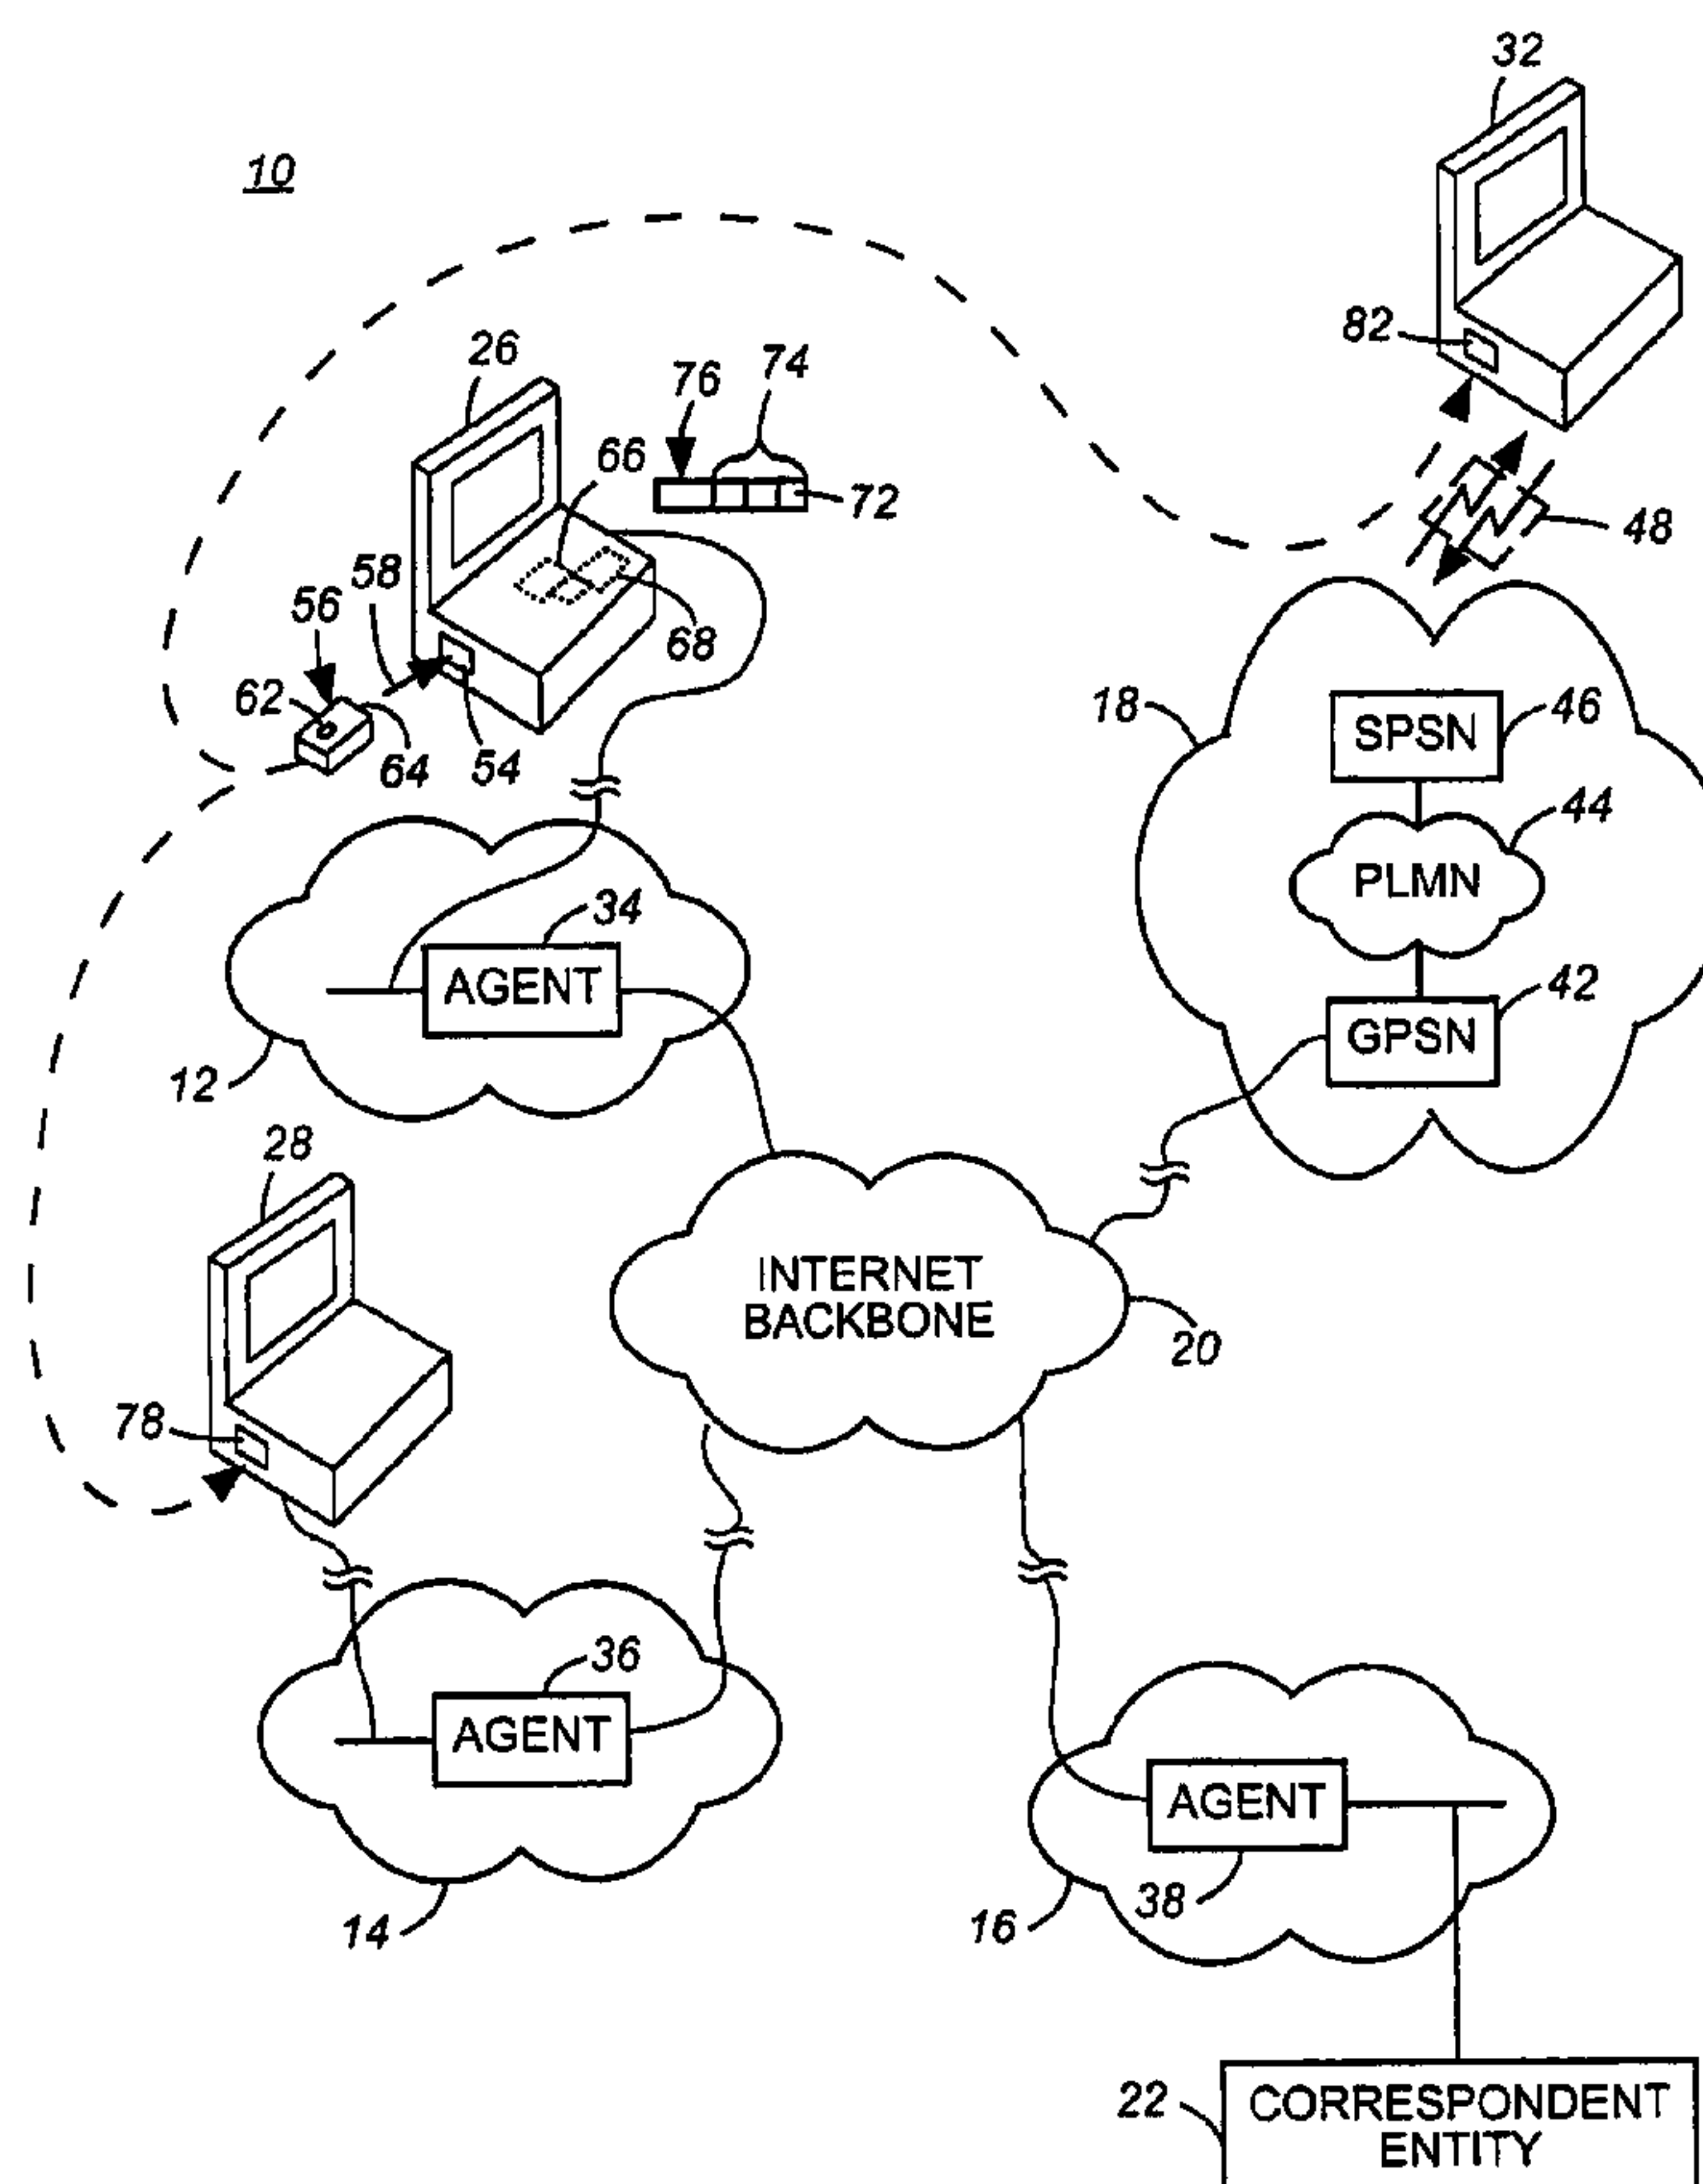 32
10
26
76
74
82
66
72
58
48
56
68
62
64
54
18
SPSN
46
44
PLMN
34
AGENT
42
GPSN
12
28
INTERNET
BACKBONE
20
78
36
AGENT
AGENT
14
16
38
22
CORRESPONDENT
ENTITY